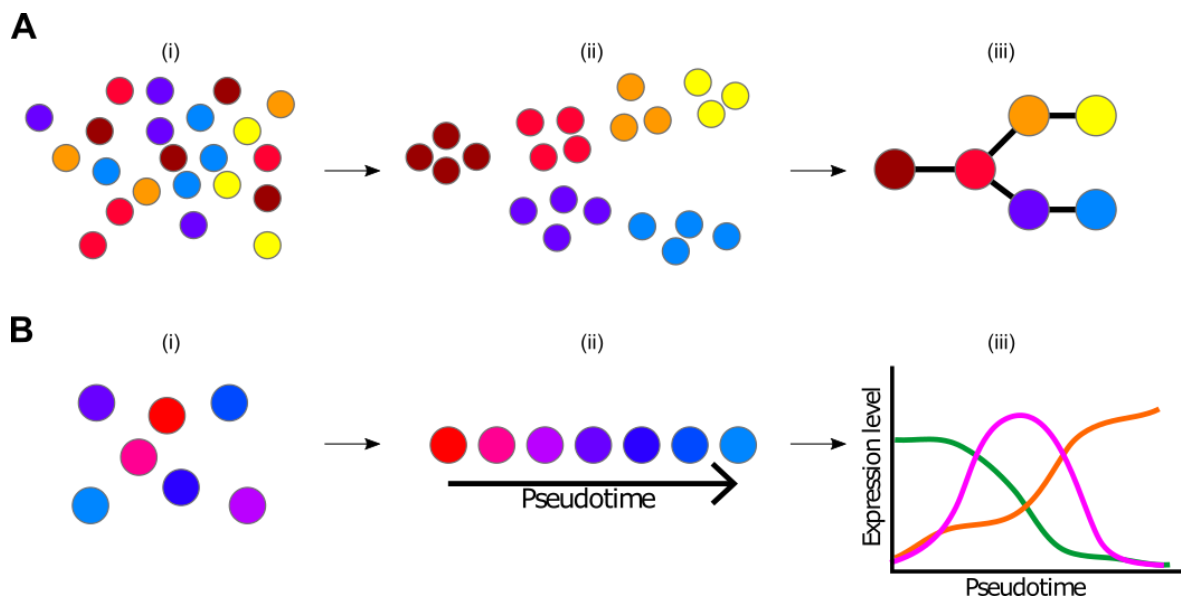 A
(i)
(ii)
(iii)
B
(i)
(ii)
(iii)
Pseudotime
Expression level
Pseudotime